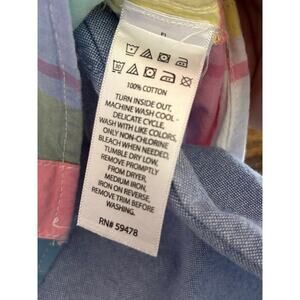 100% COTTON
TURN INSIDE OUT,
MACHINE WASH COOL -
DELICATE CYCLE,
WASH WITH LIKE COLORS,
ONLY NON-CHLORINE
BLEACH WHEN NEEDED,
TUMBLE DRY LOW,
REMOVE PROMPTLY
FROM DRYER,
MEDIUM IRON,
IRON ON REVERSE,
REMOVE TRIM BEFORE
WASHING.
RN# 59478